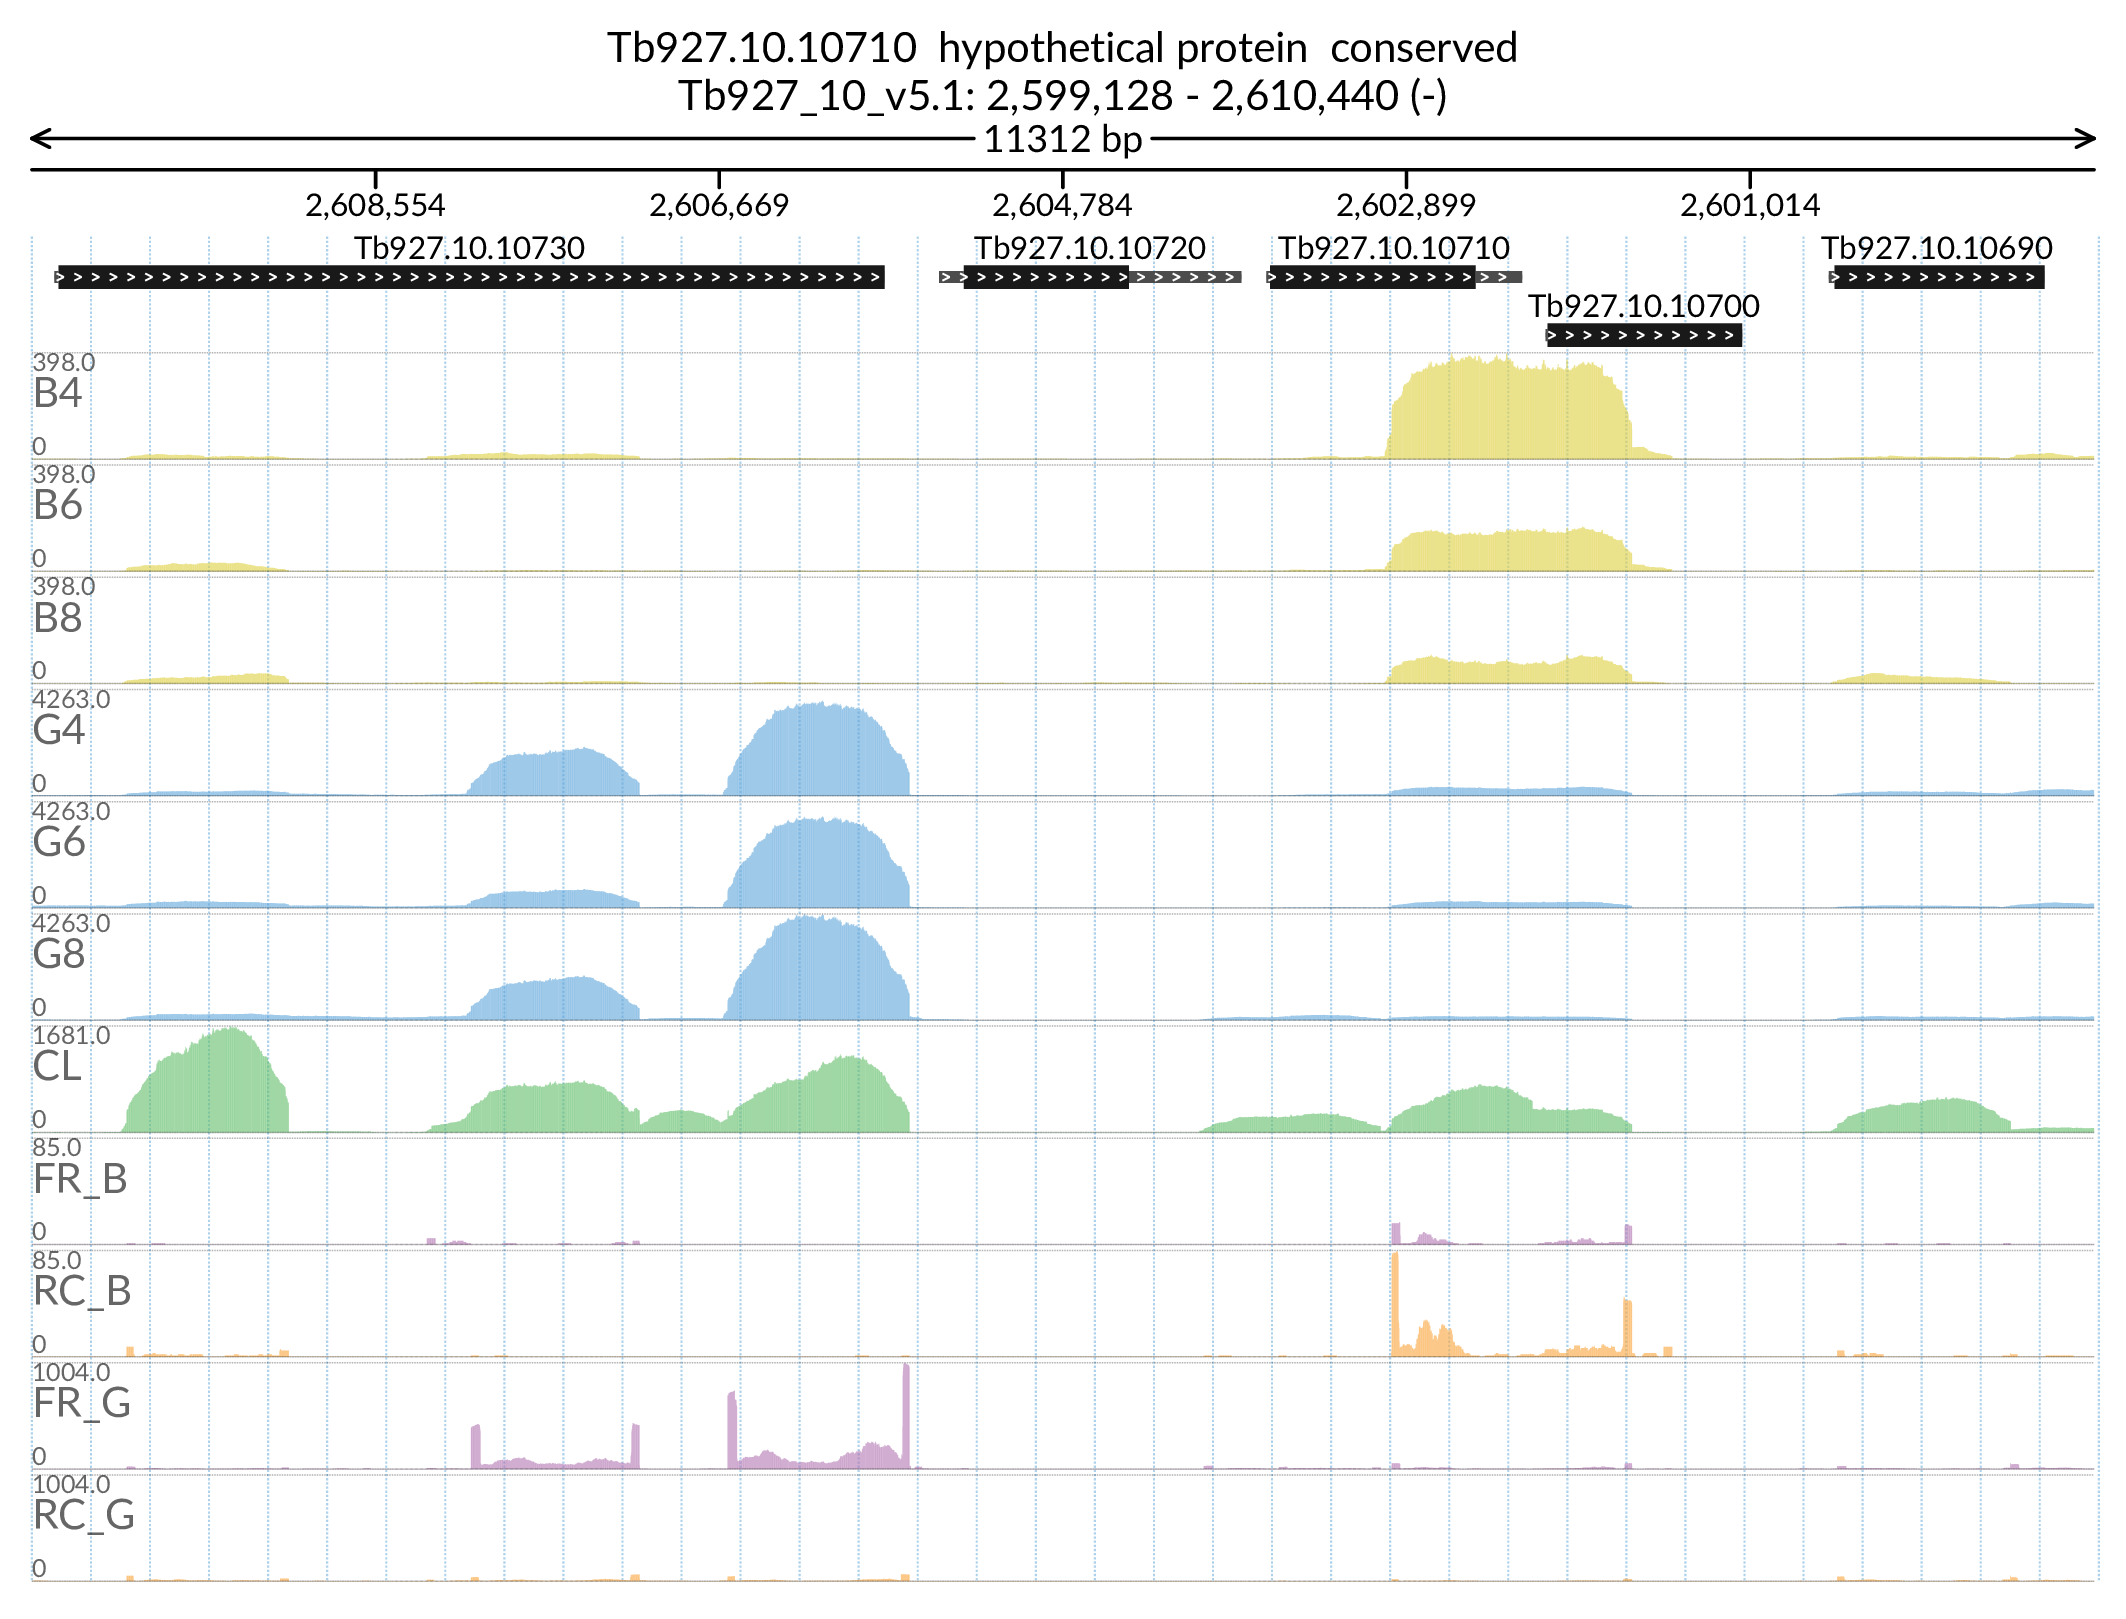 Tb927.10.10710  hypothetical protein  conserved
Tb927_10_v5.1: 2,599,128 - 2,610,440 (-)
11312 bp
2,608,554 2,606,669 2,604,784 2,602,899 2,601,014
Tb927.10.10730 Tb927.10.10720 Tb927.10.10710 Tb927.10.10690
Tb927.10.10700
398.0
B4
0
398.0
B6
0
398.0
B8
0
4263.0
G4
0
4263.0
G6
0
4263.0
G8
0
1681.0
CL
0
85.0
FR_B
0
85.0
RC_B
0
1004.0
FR_G
0
1004.0
RC_G
0